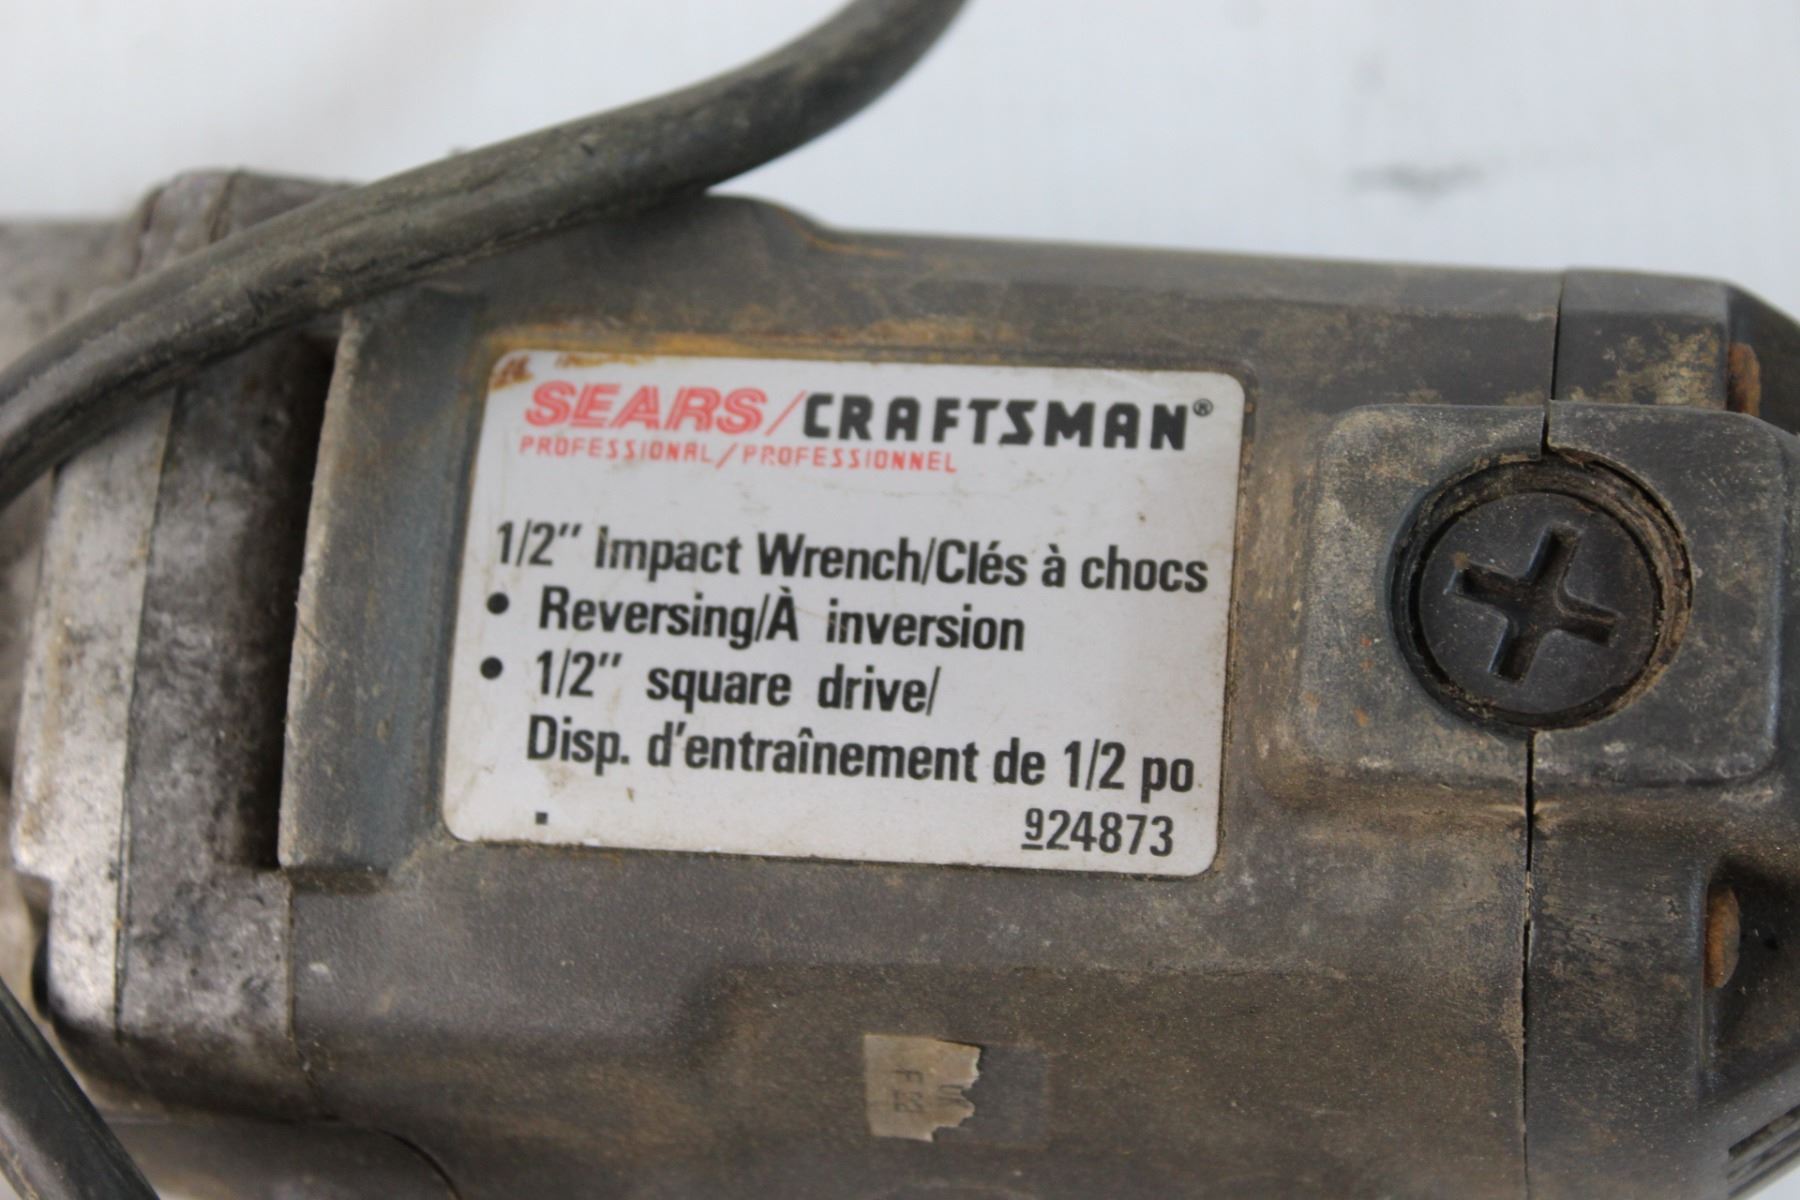 SEARS/CRAFTSMAN®
PROFESSIONAL/PROFESSIONNEL
1/2" Impact Wrench/Clés à chocs
• Reversing/À inversion
• 1/2" square drive/
Disp. d'entraînement de 1/2 po
924873